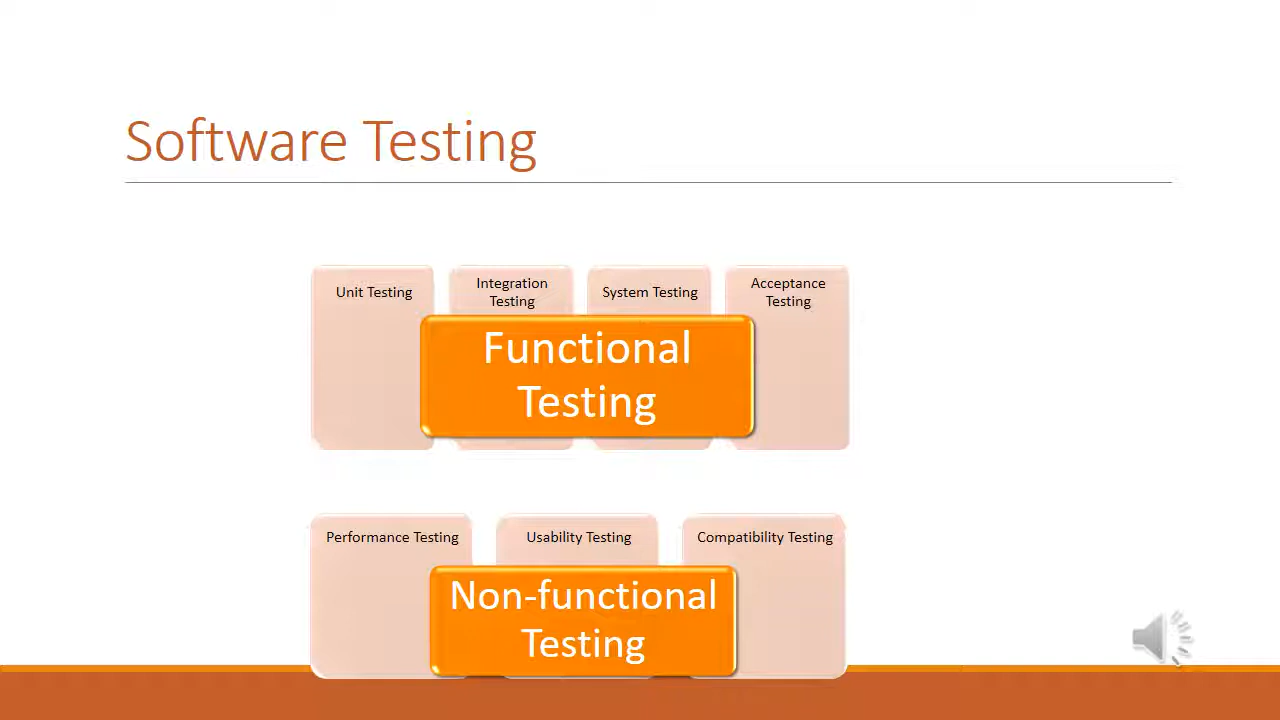 Software Testing
Unit Testing
Integration
Testing
System Testing
Acceptance
Testing
Functional
Testing
Performance Testing
Usability Testing
Compatibility Testing
Non-functional
Testing